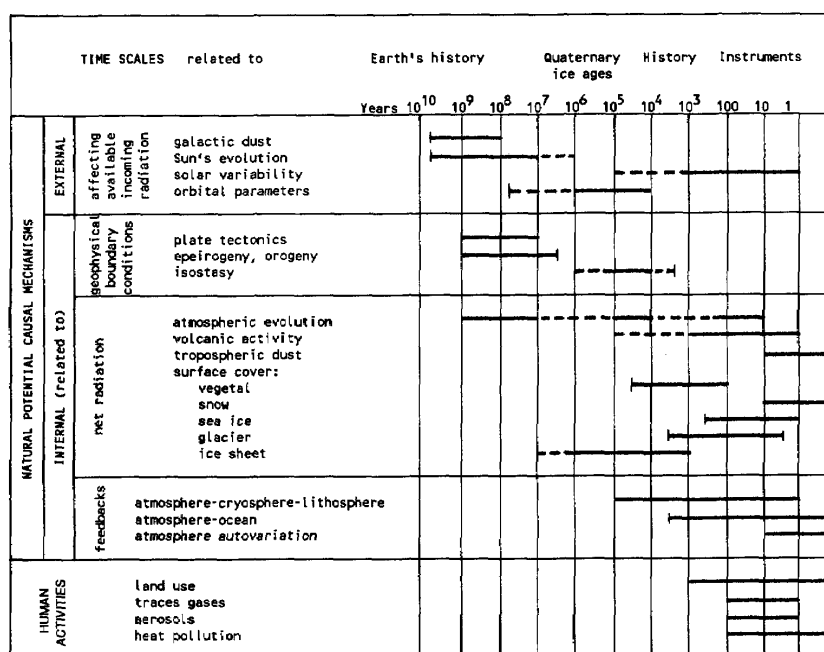 TIME SCALES related to
Earth's history
Quaternary
ice ages
History
Instruments
Years 10^10 10^9 10^8 10^7 10^6 10^5 10^4 10^3 100 10 1
NATURAL POTENTIAL CAUSAL MECHANISMS
EXTERNAL
affecting
available
incoming
radiation
galactic dust
Sun's evolution
solar variability
orbital parameters
INTERNAL (related to)
geophysical
boundary
conditions
plate tectonics
epeirogeny, orogeny
isostasy
net radiation
atmospheric evolution
volcanic activity
tropospheric dust
surface cover:
vegetal
snow
sea ice
glacier
ice sheet
feedbacks
atmosphere-cryosphere-lithosphere
atmosphere-ocean
atmosphere autovariation
HUMAN
ACTIVITIES
land use
traces gases
aerosols
heat pollution